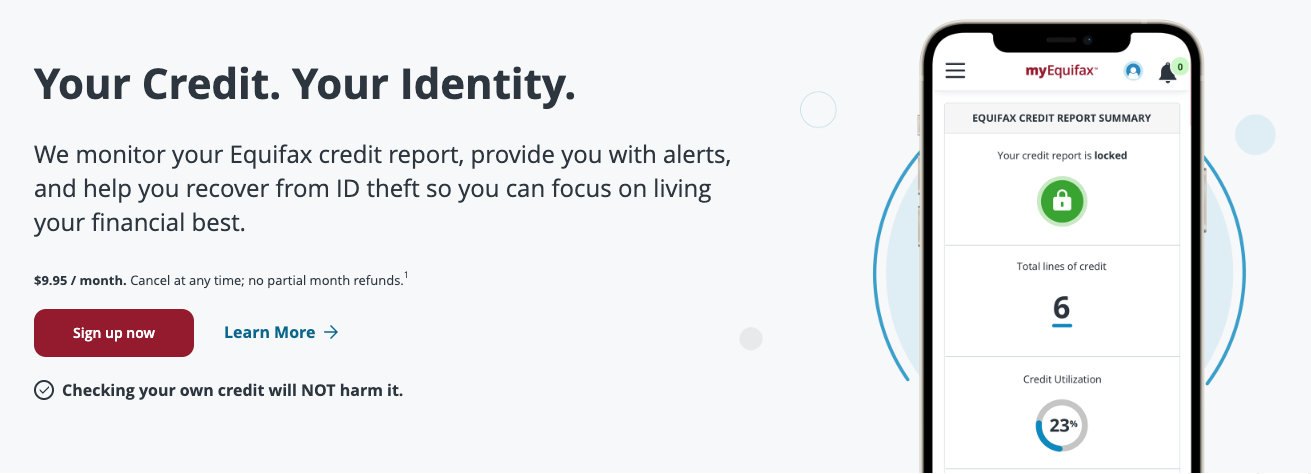 Your Credit. Your Identity.
We monitor your Equifax credit report, provide you with alerts,
and help you recover from ID theft so you can focus on living
your financial best.
$9.95 / month. Cancel at any time; no partial month refunds.1
Sign up now
Learn More →
Checking your own credit will NOT harm it.
myEquifax™
0
EQUIFAX CREDIT REPORT SUMMARY
Your credit report is locked
Total lines of credit
6
Credit Utilization
23%